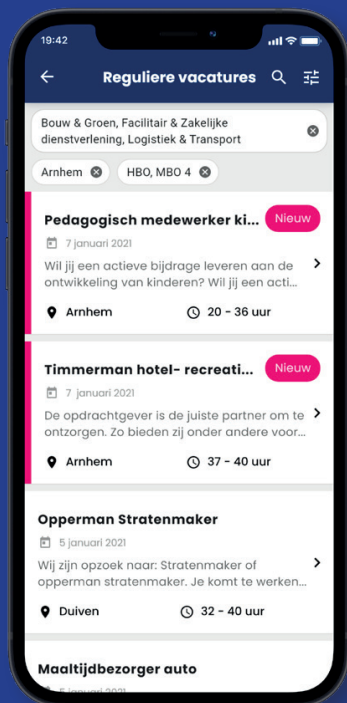 19:42
Reguliere vacatures
Bouw & Groen, Facilitair & Zakelijke
dienstverlening, Logistiek & Transport
Arnhem
HBO, MBO 4
Pedagogisch medewerker ki...
Nieuw
7 januari 2021
Wil jij een actieve bijdrage leveren aan de
ontwikkeling van kinderen? Wil jij een acti...
Arnhem
20 - 36 uur
Timmerman hotel- recreati...
Nieuw
7 januari 2021
De opdrachtgever is de juiste partner om te
ontzorgen. Zo bieden zij onder andere voor...
Arnhem
37 - 40 uur
Opperman Stratenmaker
5 januari 2021
Wij zijn opzoek naar: Stratenmaker of
opperman stratenmaker. Je komt te werken...
Duiven
32 - 40 uur
Maaltijdbezorger auto
5 januari 2021